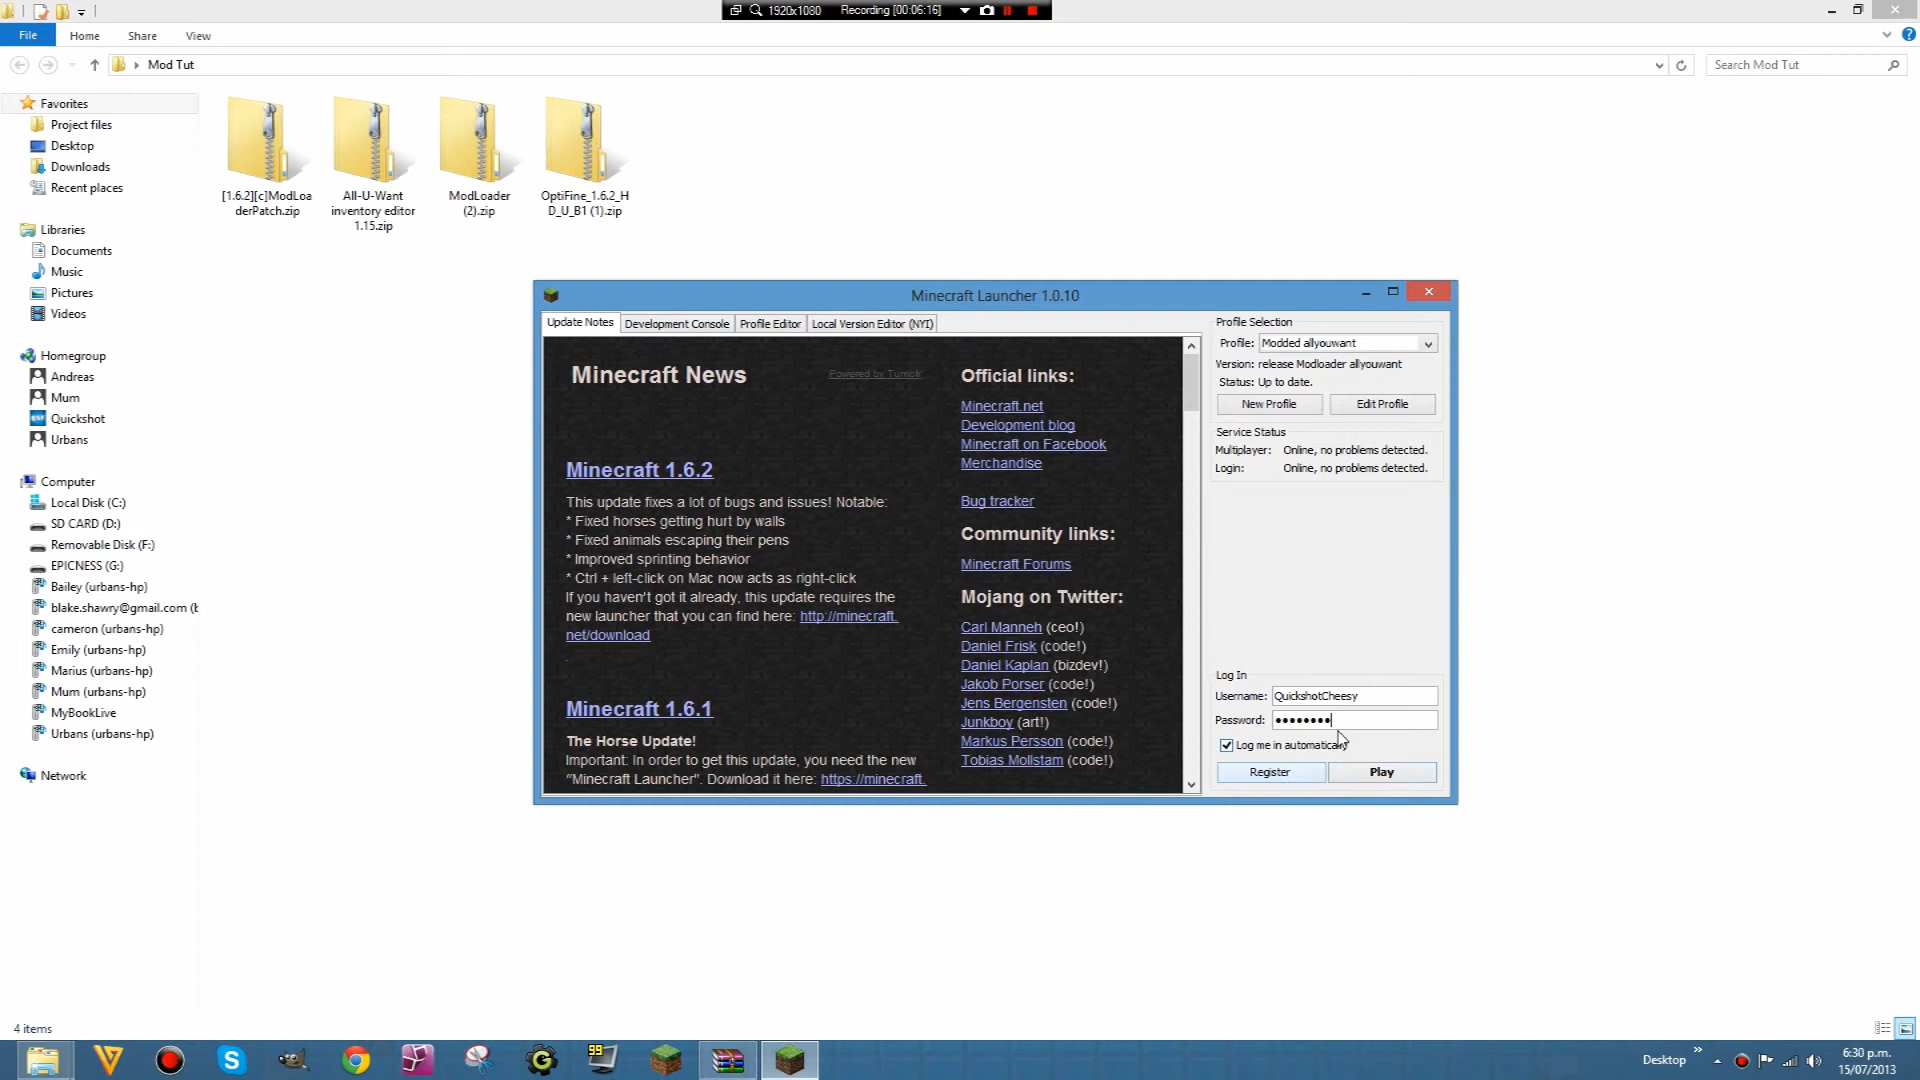 1920x1080 Recording [00:06:16]
File Home Share View
Mod Tut
Search Mod Tut
Favorites
Project files
Desktop
Downloads
Recent places
Libraries
Documents
Music
Pictures
Videos
Homegroup
Andreas
Mum
Quickshot
Urbans
Computer
Local Disk (C:)
SD CARD (D:)
Removable Disk (F:)
EPICNESS (G:)
Bailey (urbans-hp)
blake.shawry@gmail.com (b
cameron (urbans-hp)
Emily (urbans-hp)
Marius (urbans-hp)
Mum (urbans-hp)
MyBookLive
Urbans (urbans-hp)
Network
[1.6.2][c]ModLoa
derPatch.zip
All-U-Want
inventory editor
1.15.zip
ModLoader
(2).zip
OptiFine_1.6.2_H
D_U_B1 (1).zip
Minecraft Launcher 1.0.10
Update Notes Development Console Profile Editor Local Version Editor (NYI)
Minecraft News
Powered by Tumblr
Minecraft 1.6.2
This update fixes a lot of bugs and issues! Notable:
* Fixed horses getting hurt by walls
* Fixed animals escaping their pens
* Improved sprinting behavior
* Ctrl + left-click on Mac now acts as right-click
If you haven't got it already, this update requires the
new launcher that you can find here: http://minecraft.
net/download
Minecraft 1.6.1
The Horse Update!
Important: In order to get this update, you need the new
"Minecraft Launcher". Download it here: https://minecraft.
Official links:
Minecraft.net
Development blog
Minecraft on Facebook
Merchandise
Bug tracker
Community links:
Minecraft Forums
Mojang on Twitter:
Carl Manneh (ceo!)
Daniel Frisk (code!)
Daniel Kaplan (bizdev!)
Jakob Porser (code!)
Jens Bergensten (code!)
Junkboy (art!)
Markus Persson (code!)
Tobias Mollstam (code!)
Profile Selection
Profile: Modded allyouwant
Version: release Modloader allyouwant
Status: Up to date.
New Profile Edit Profile
Service Status
Multiplayer: Online, no problems detected.
Login: Online, no problems detected.
Log In
Username: QuickshotCheesy
Password: ••••••••
Log me in automatically
Register Play
4 items
99
Desktop
6:30 p.m.
15/07/2013